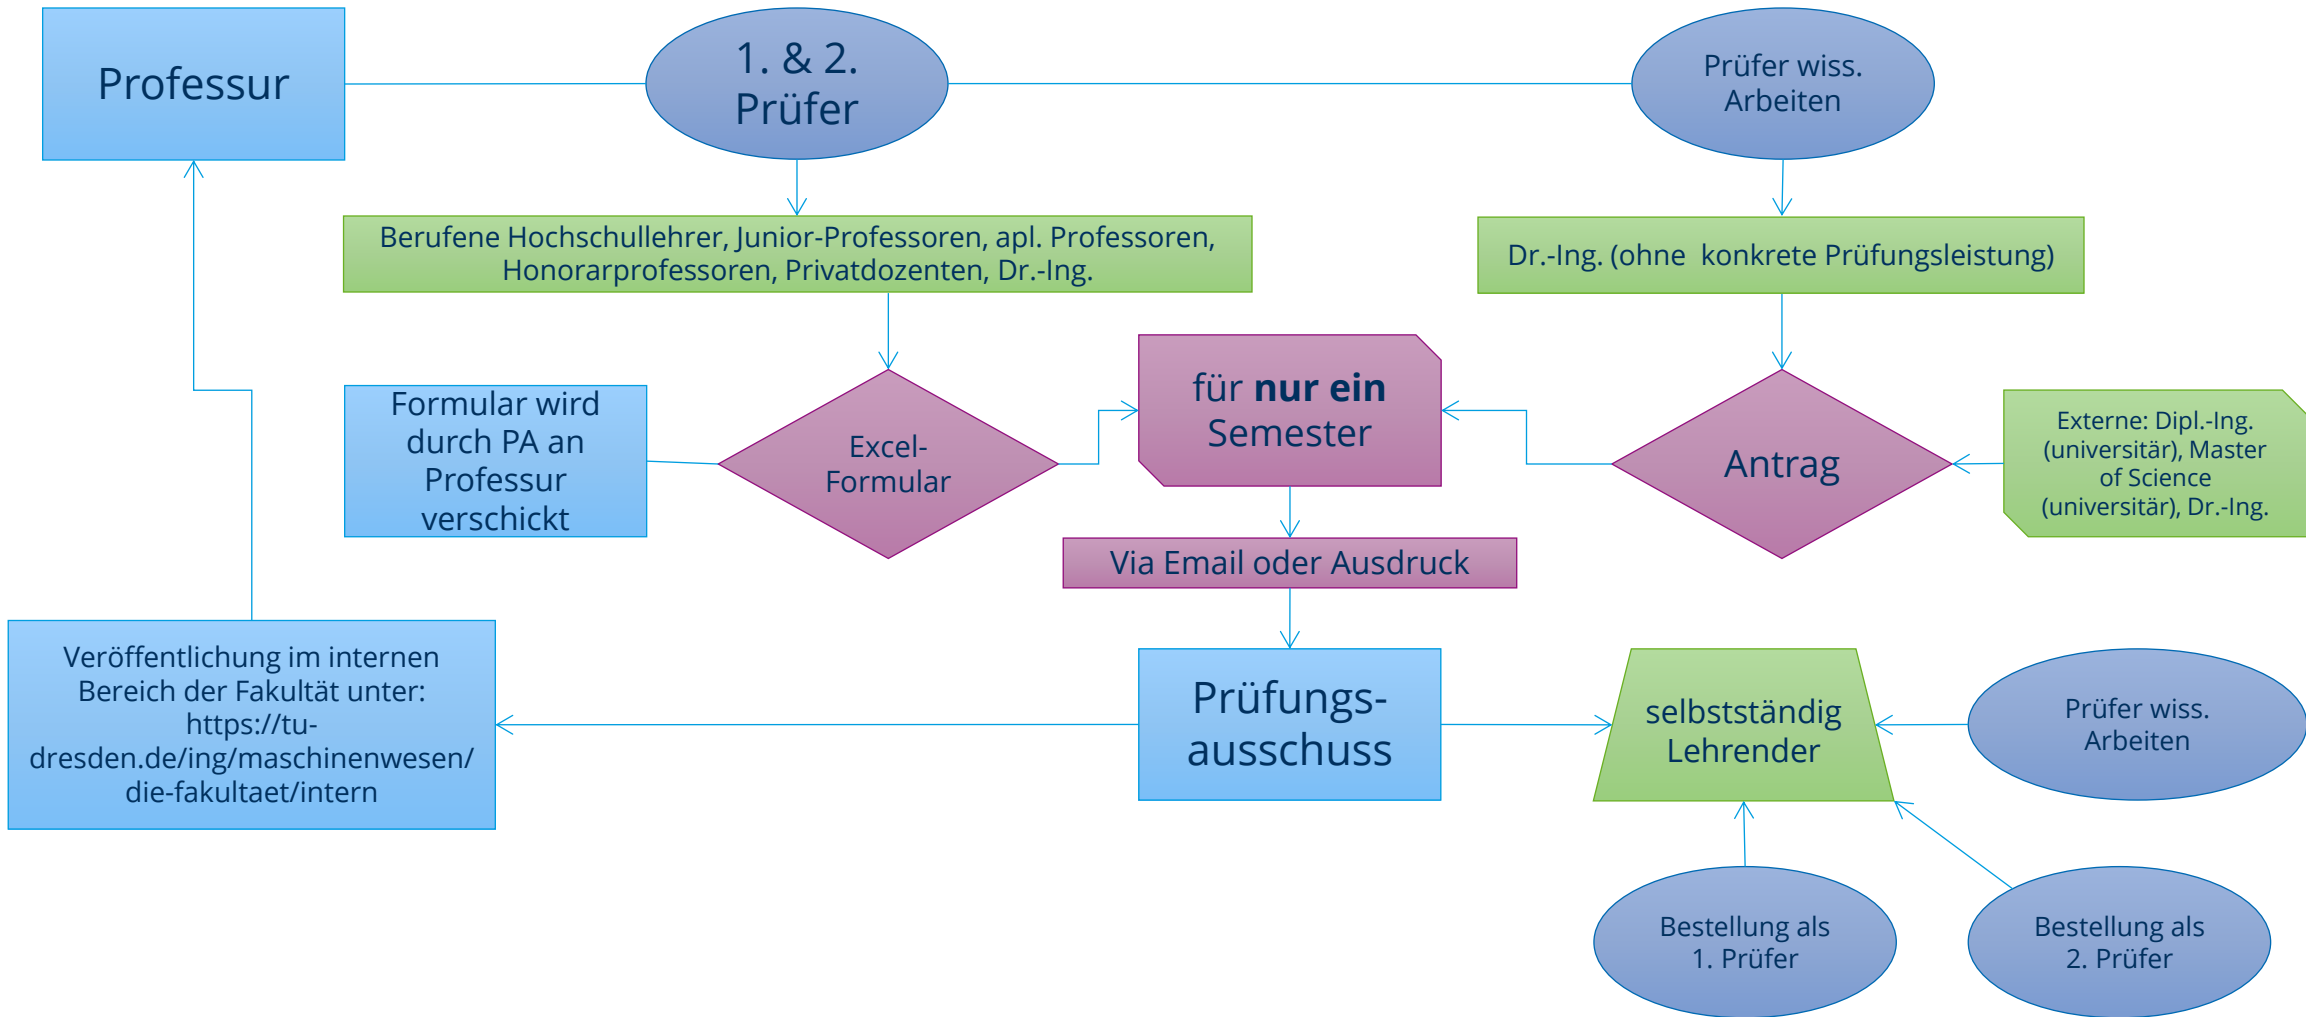 Professur
1. & 2.
Prüfer
Prüfer wiss.
Arbeiten
Berufene Hochschullehrer, Junior-Professoren, apl. Professoren,
Honorarprofessoren, Privatdozenten, Dr.-Ing.
Dr.-Ing. (ohne  konkrete Prüfungsleistung)
Formular wird
durch PA an
Professur
verschickt
Excel-
Formular
für nur ein
Semester
Antrag
Externe: Dipl.-Ing.
(universitär), Master
of Science
(universitär), Dr.-Ing.
Via Email oder Ausdruck
Veröffentlichung im internen
Bereich der Fakultät unter:
https://tu-
dresden.de/ing/maschinenwesen/
die-fakultaet/intern
Prüfungs-
ausschuss
selbstständig
Lehrender
Prüfer wiss.
Arbeiten
Bestellung als
1. Prüfer
Bestellung als
2. Prüfer